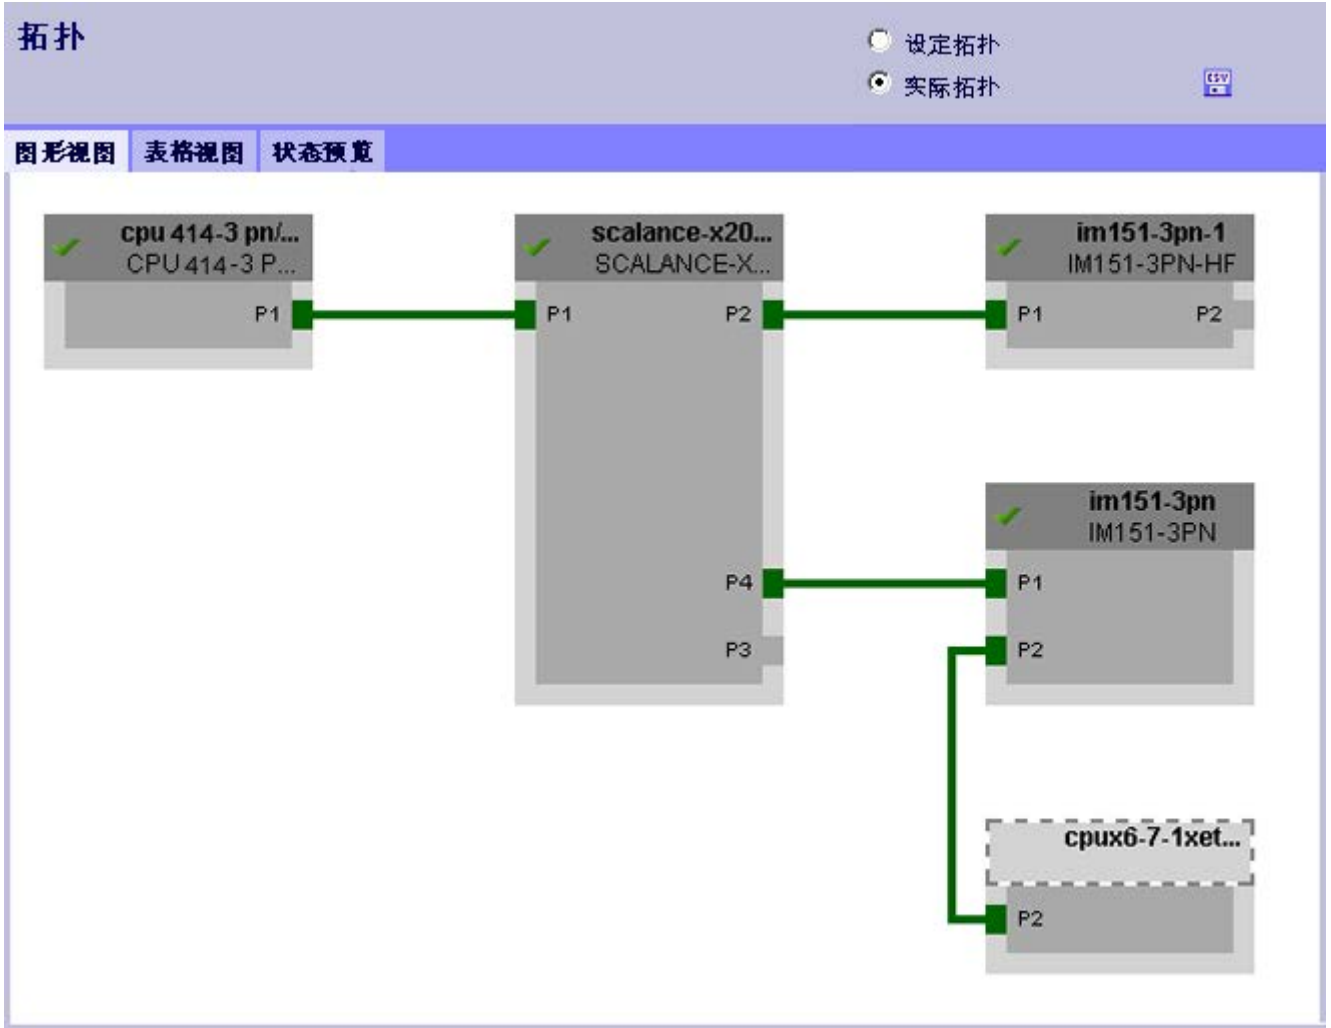 拓扑
设定拓扑
实际拓扑
CSV
图形视图 表格视图 状态预览
cpu 414-3 pn/...
CPU 414-3 P...
P1
scalance-x20...
SCALANCE-X...
P1 P2
P4
P3
im151-3pn-1
IM151-3PN-HF
P1 P2
im151-3pn
IM151-3PN
P1
P2
cpux6-7-1xet...
P2